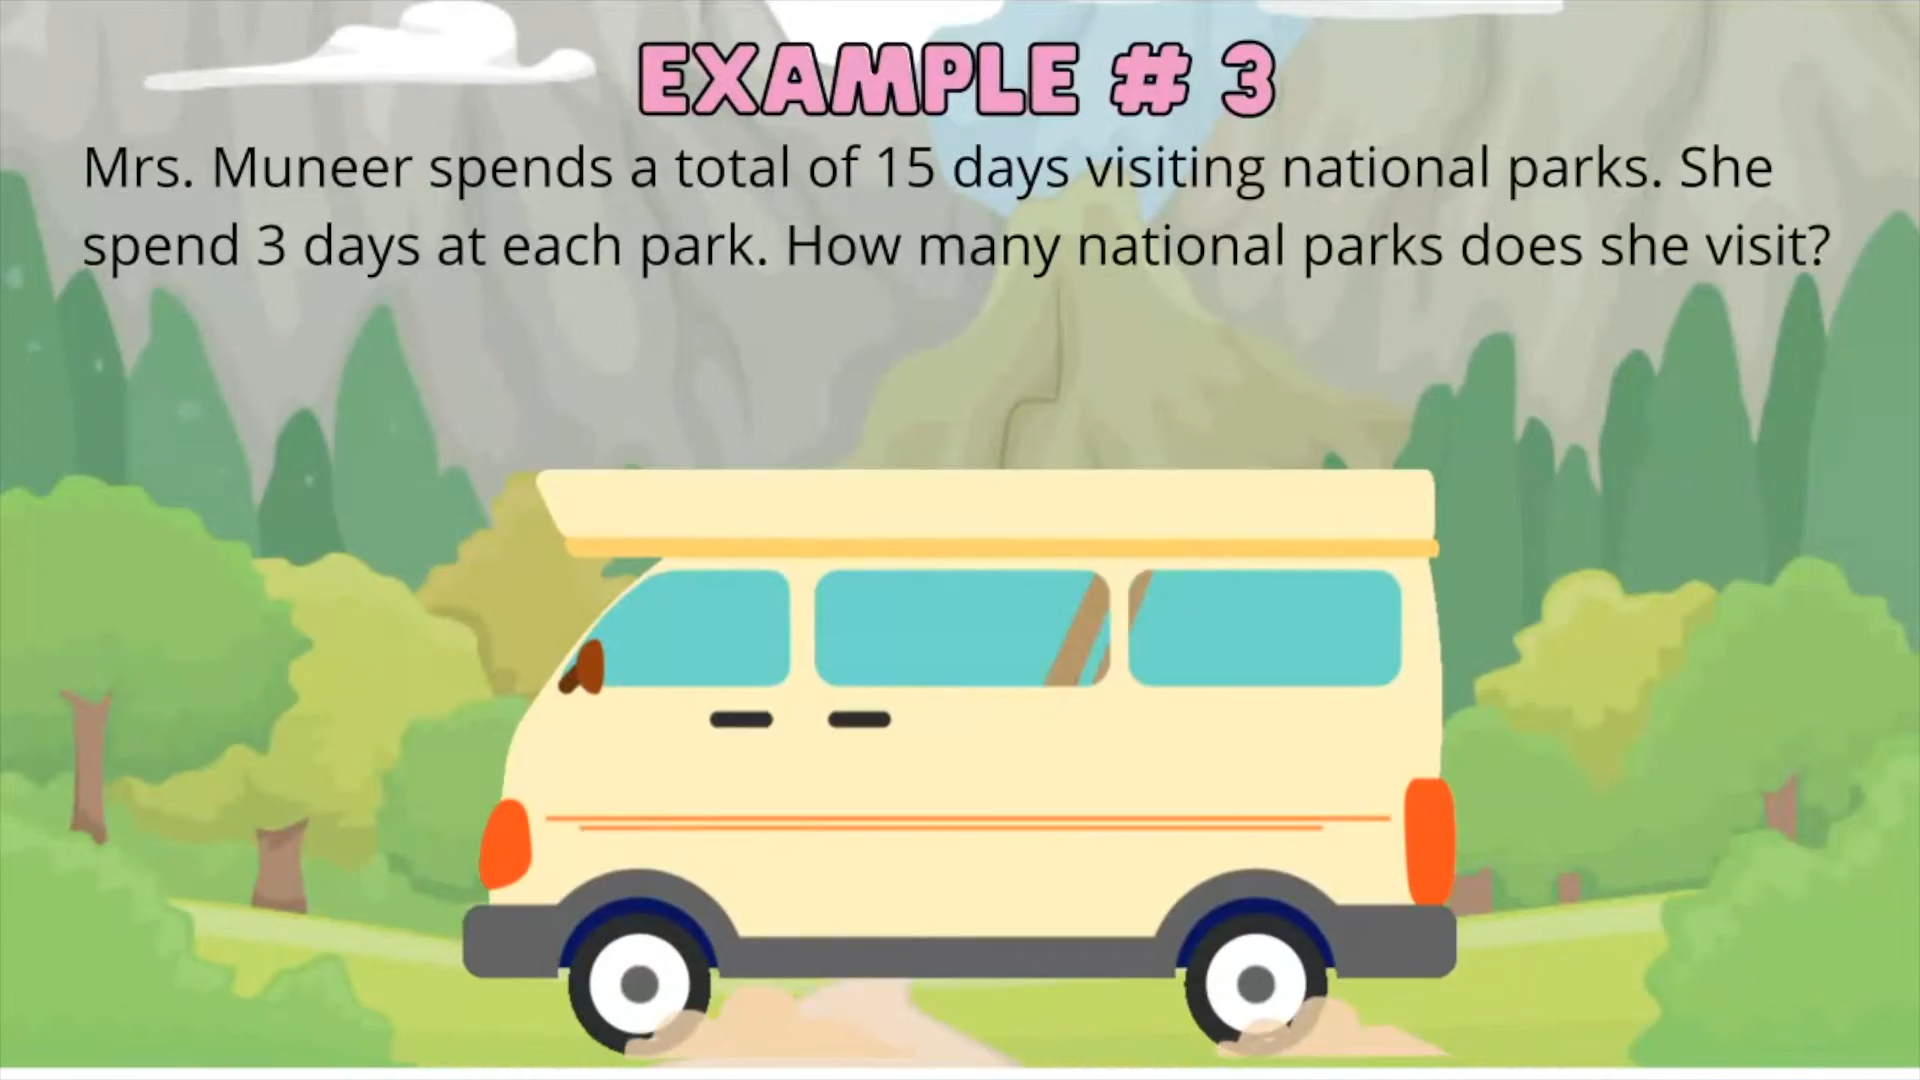 EXAMPLE # 3
Mrs. Muneer spends a total of 15 days visiting national parks. She
spend 3 days at each park. How many national parks does she visit?